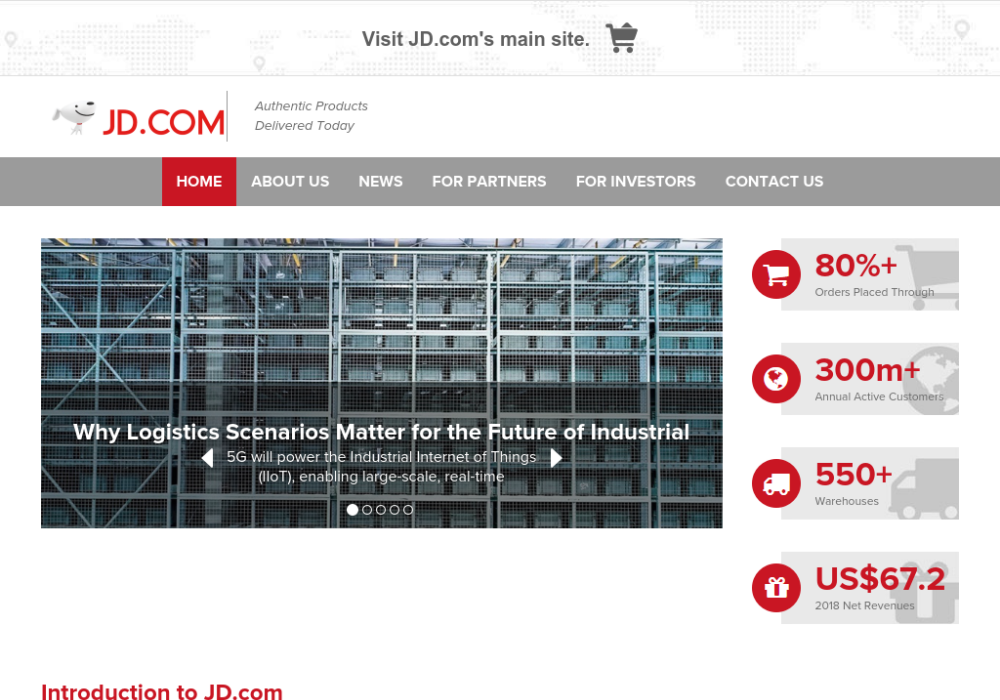 Visit JD.com's main site.
JD.COM
Authentic Products
Delivered Today
HOME ABOUT US NEWS FOR PARTNERS FOR INVESTORS CONTACT US
Why Logistics Scenarios Matter for the Future of Industrial
5G will power the Industrial Internet of Things
(IIoT), enabling large-scale, real-time
80%+
Orders Placed Through
300m+
Annual Active Customers
550+
Warehouses
US$67.2
2018 Net Revenues
Introduction to JD.com